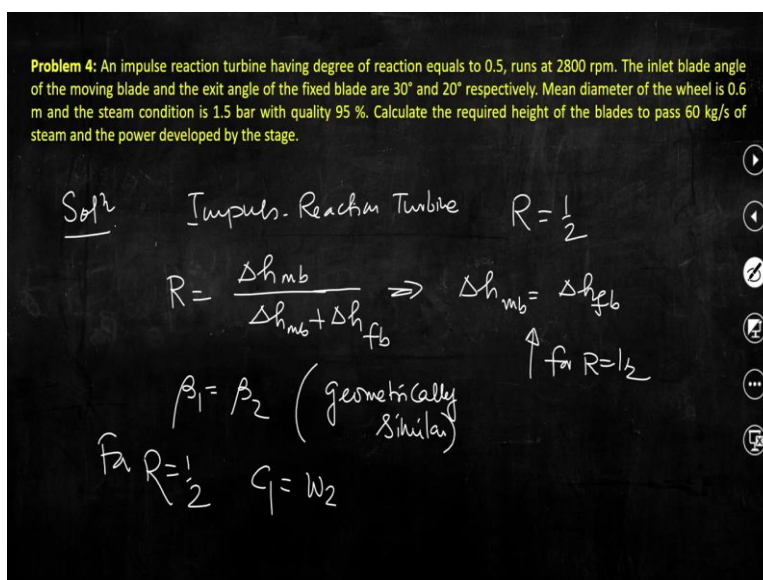 Problem 4: An impulse reaction turbine having degree of reaction equals to 0.5, runs at 2800 rpm. The inlet blade angle
of the moving blade and the exit angle of the fixed blade are 30° and 20° respectively. Mean diameter of the wheel is 0.6
m and the steam condition is 1.5 bar with quality 95 %. Calculate the required height of the blades to pass 60 kg/s of
steam and the power developed by the stage.
Solⁿ Impuls-Reaction Turbine R=1/2
R= Δh_mb / (Δh_mb + Δh_fb) => Δh_mb = Δh_fb
↑ for R=1/2
β₁=β₂ (geometrically
similar)
For R=1/2 C₁=W₂